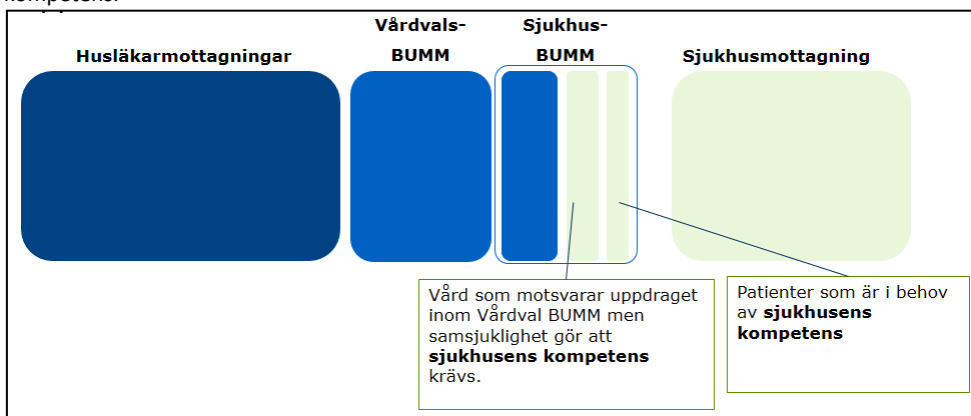 kompetens.
Vårdvals-
BUMM
Sjukhus-
BUMM
Husläkarmottagningar
Sjukhusmottagning
Vård som motsvarar uppdraget
inom Vårdval BUMM men
samsjuklighet gör att
sjukhusens kompetens
krävs.
Patienter som är i behov
av sjukhusens
kompetens